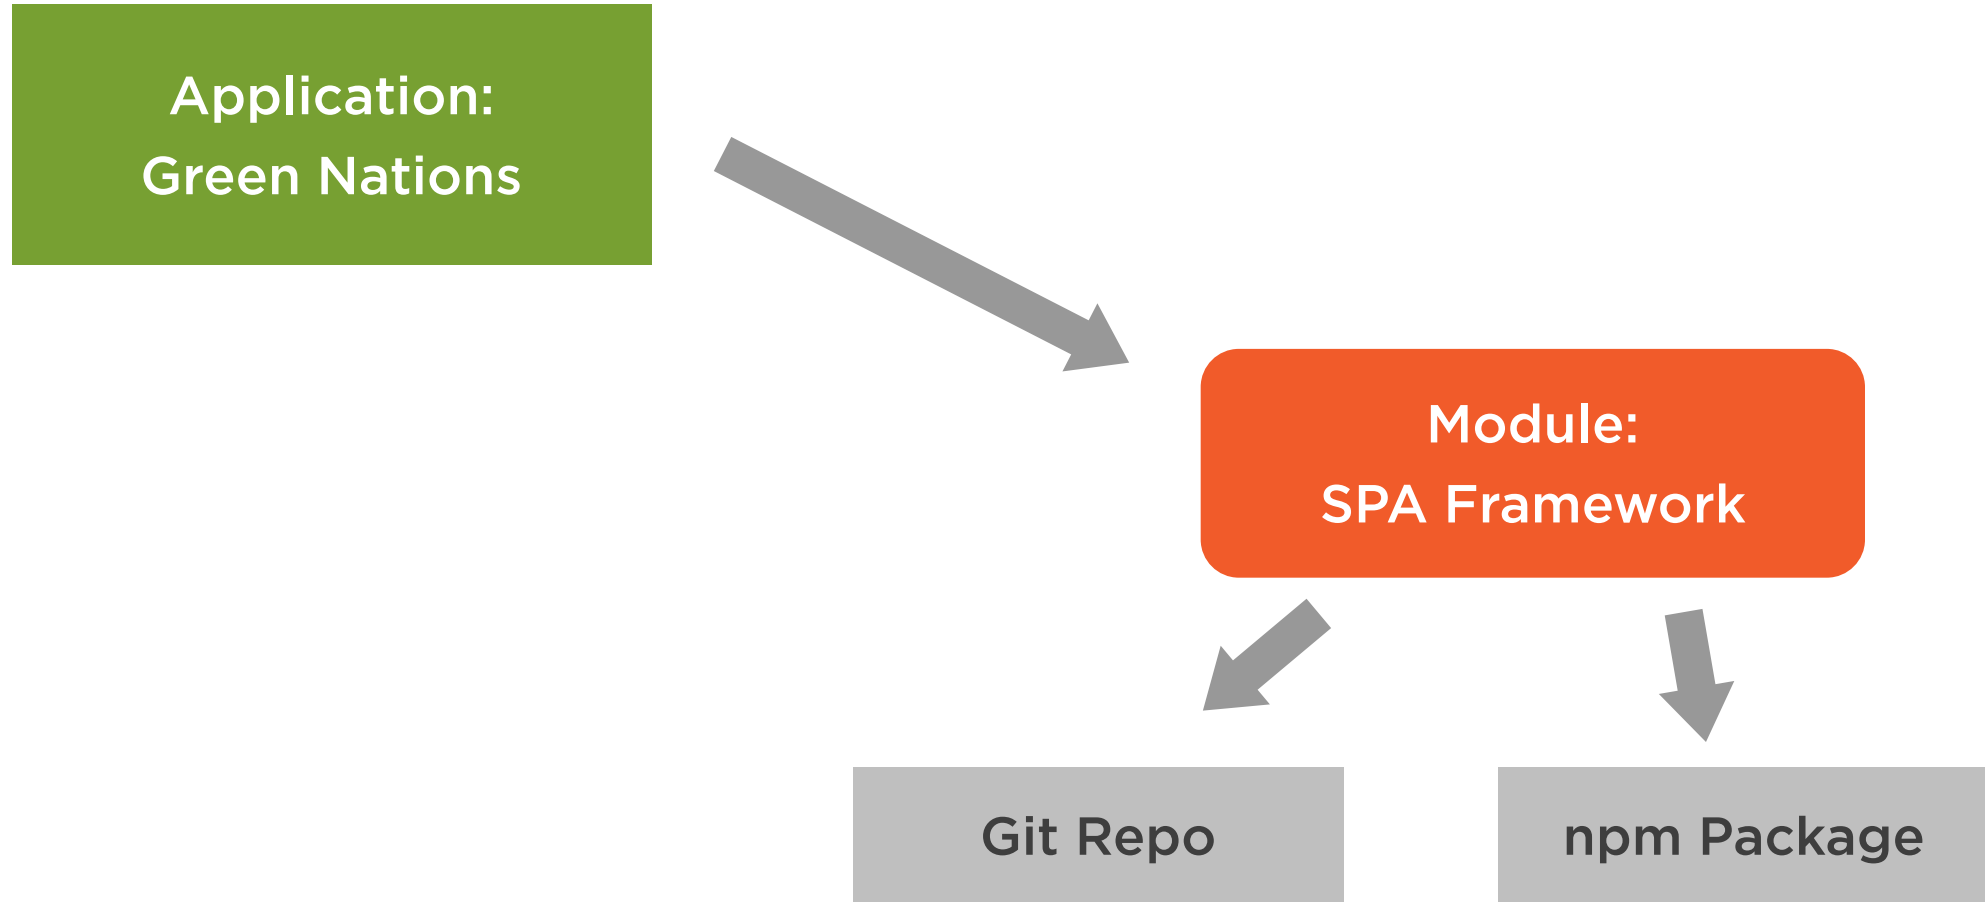 Application:
Green Nations
Module:
SPA Framework
Git Repo
npm Package